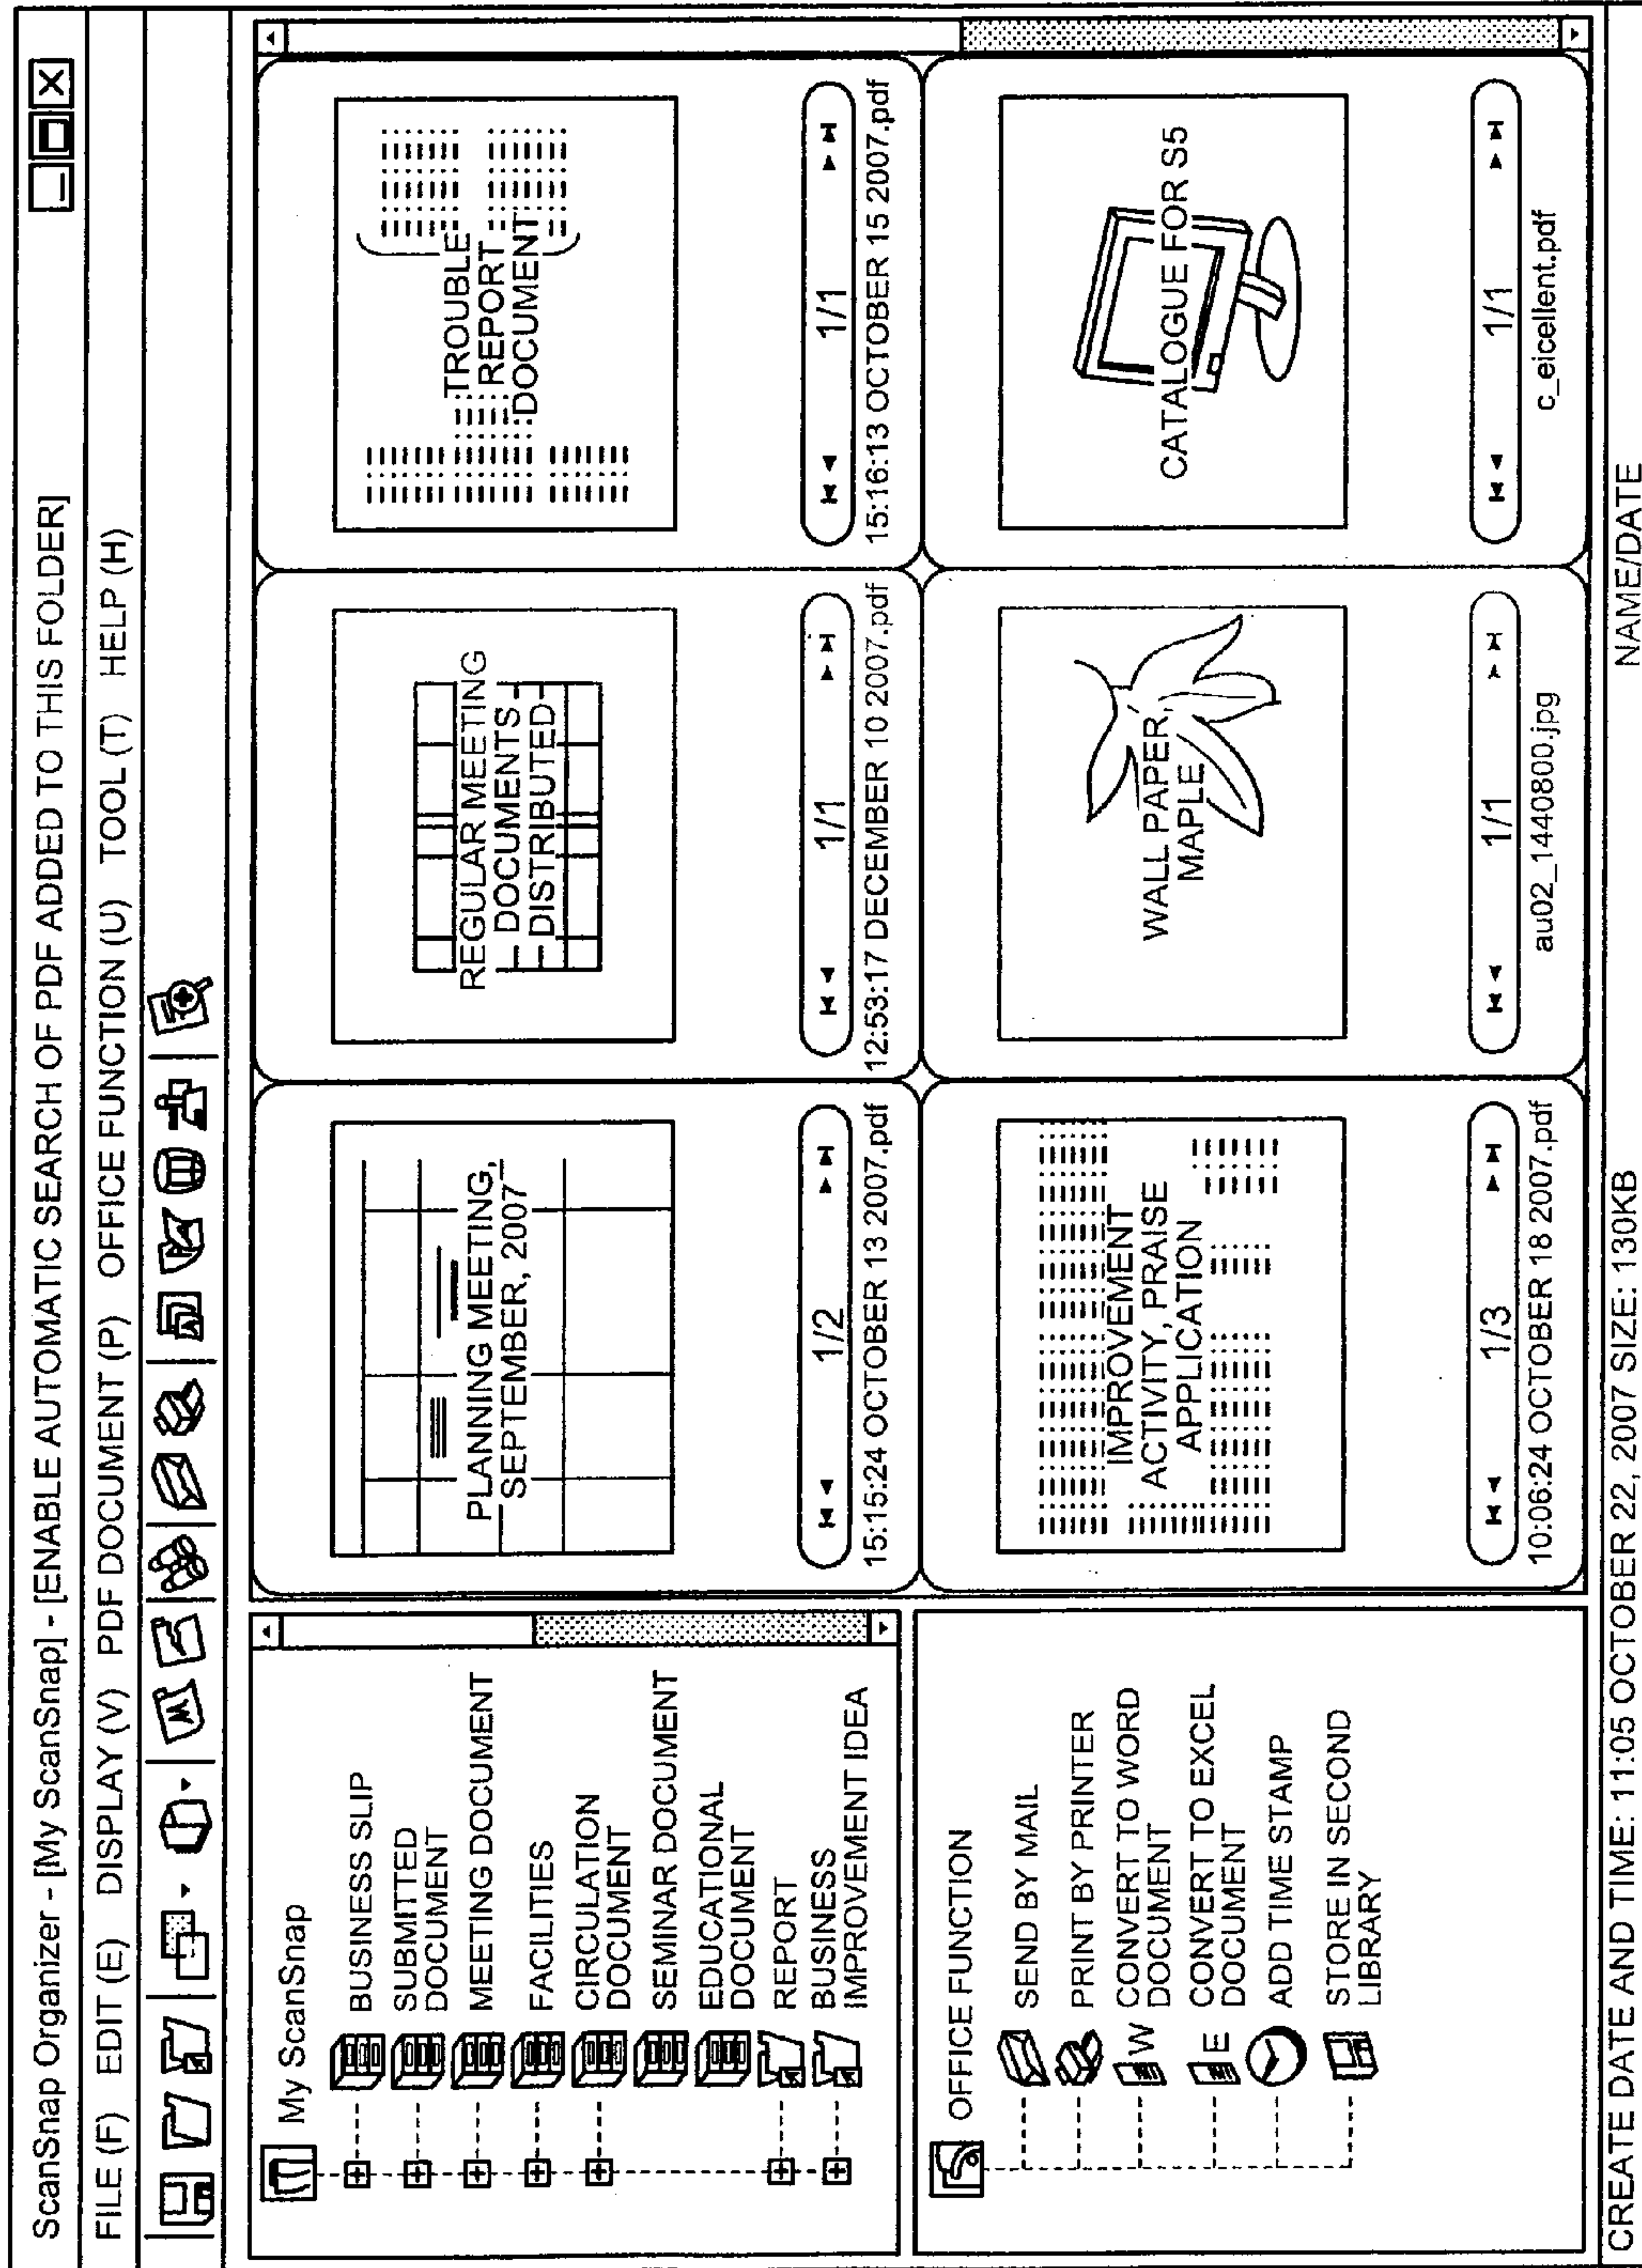 ScanSnap Organizer - [My ScanSnap] - [ENABLE AUTOMATIC SEARCH OF PDF ADDED TO THIS FOLDER]
FILE (F) EDIT (E) DISPLAY (V) PDF DOCUMENT (P) OFFICE FUNCTION (U) TOOL (T) HELP (H)
My ScanSnap
BUSINESS SLIP
SUBMITTED
DOCUMENT
MEETING DOCUMENT
FACILITIES
CIRCULATION
DOCUMENT
SEMINAR DOCUMENT
EDUCATIONAL
DOCUMENT
REPORT
BUSINESS
IMPROVEMENT IDEA
OFFICE FUNCTION
SEND BY MAIL
PRINT BY PRINTER
W CONVERT TO WORD
DOCUMENT
E CONVERT TO EXCEL
DOCUMENT
ADD TIME STAMP
STORE IN SECOND
LIBRARY
PLANNING MEETING,
SEPTEMBER, 2007
1/2
15:15:24 OCTOBER 13 2007.pdf
REGULAR MEETING
DOCUMENTS
DISTRIBUTED
1/1
12:53:17 DECEMBER 10 2007.pdf
TROUBLE
REPORT
DOCUMENT
1/1
15:16:13 OCTOBER 15 2007.pdf
IMPROVEMENT
ACTIVITY, PRAISE
APPLICATION
1/3
10:06:24 OCTOBER 18 2007.pdf
WALL PAPER,
MAPLE
1/1
au02_1440800.jpg
CATALOGUE FOR S5
1/1
c_eicellent.pdf
CREATE DATE AND TIME: 11:05 OCTOBER 22, 2007 SIZE: 130KB NAME/DATE